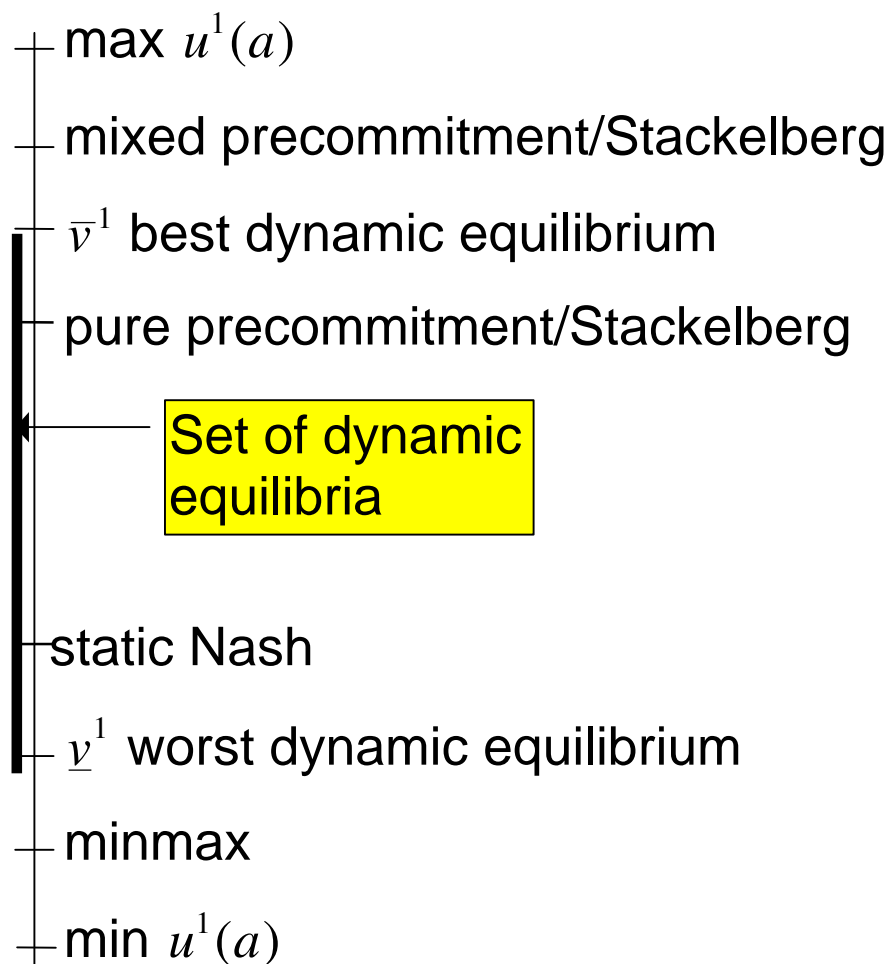 max u¹(a)
mixed precommitment/Stackelberg
v̅¹ best dynamic equilibrium
pure precommitment/Stackelberg
Set of dynamic
equilibria
static Nash
v̲¹ worst dynamic equilibrium
minmax
min u¹(a)